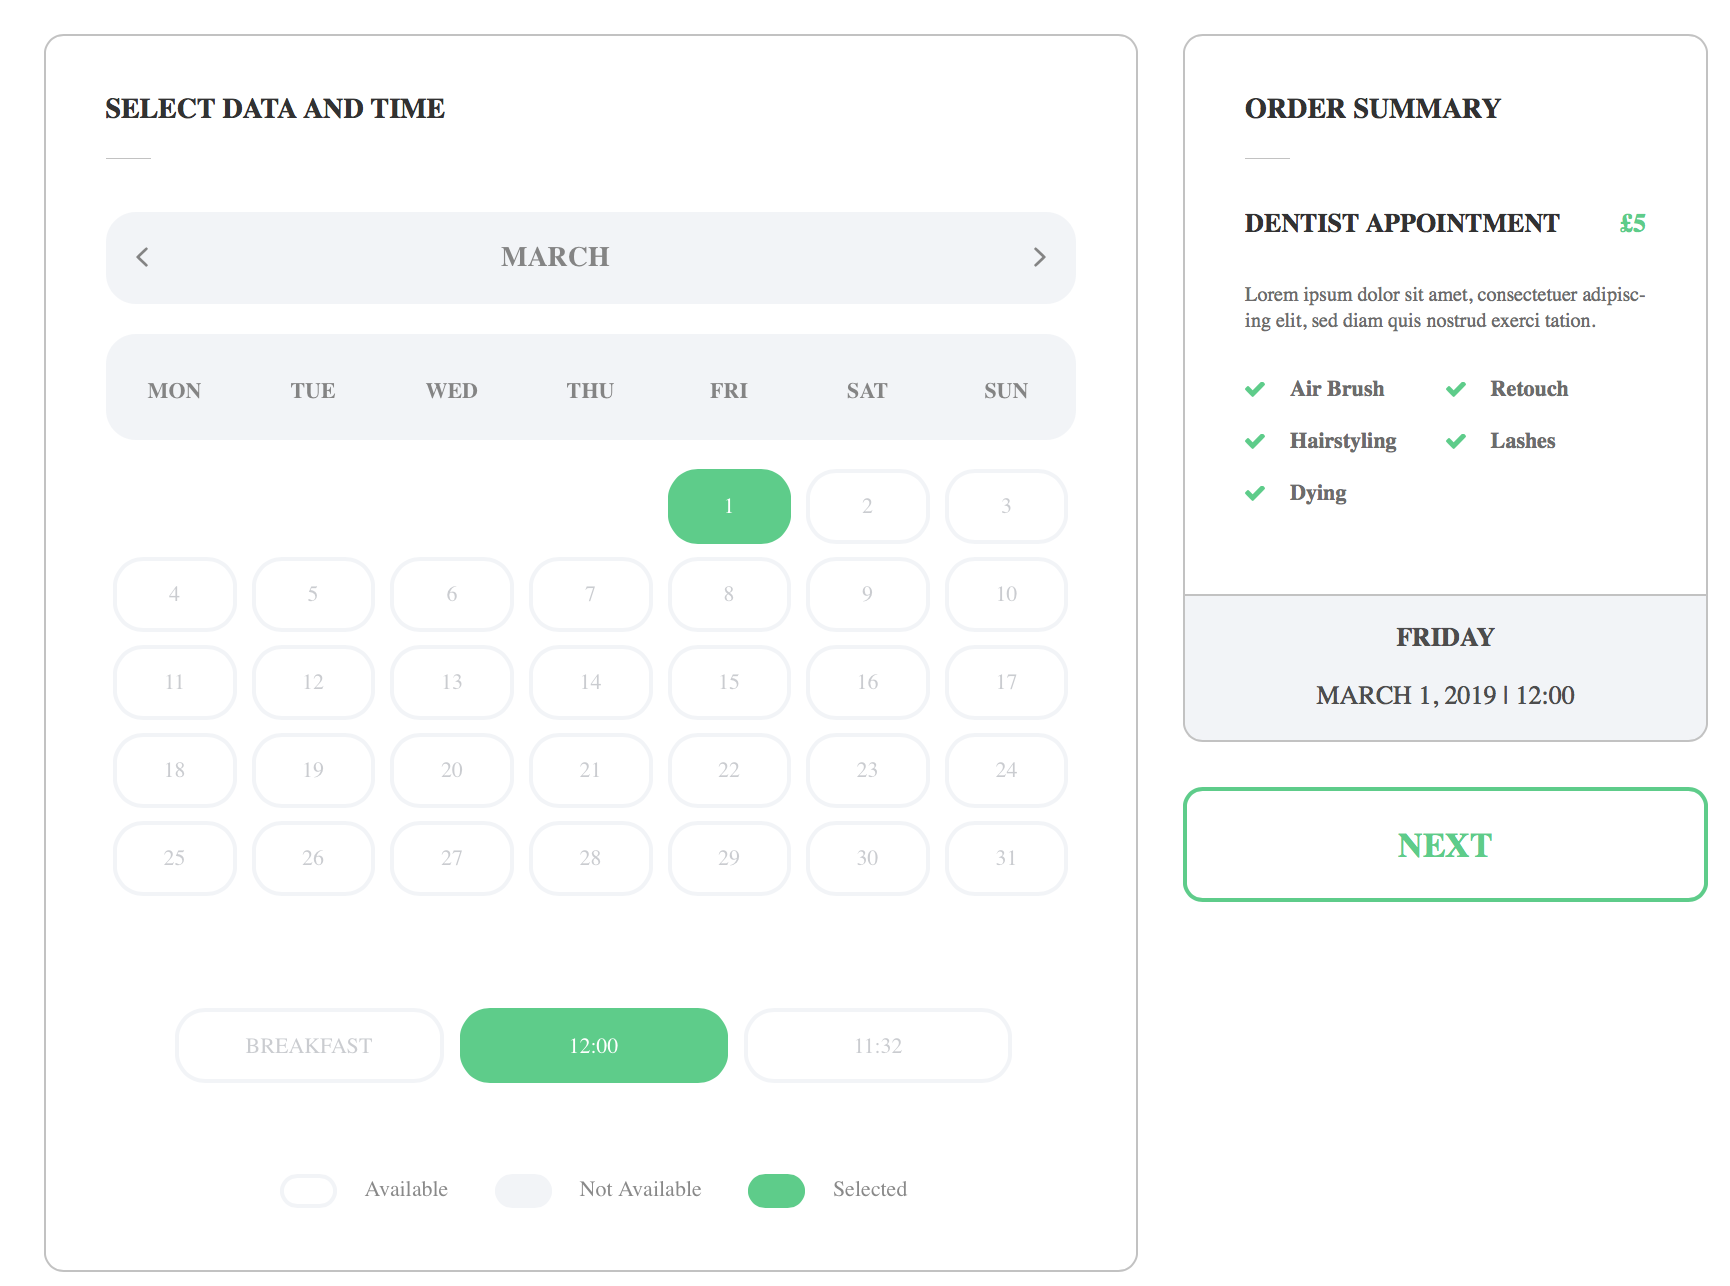 SELECT DATA AND TIME
MARCH
MON TUE WED THU FRI SAT SUN
1 2 3
4 5 6 7 8 9 10
11 12 13 14 15 16 17
18 19 20 21 22 23 24
25 26 27 28 29 30 31
BREAKFAST 12:00 11:32
Available Not Available Selected
ORDER SUMMARY
DENTIST APPOINTMENT £5
Lorem ipsum dolor sit amet, consectetuer adipisc-
ing elit, sed diam quis nostrud exerci tation.
Air Brush Retouch
Hairstyling Lashes
Dying
FRIDAY
MARCH 1, 2019 | 12:00
NEXT